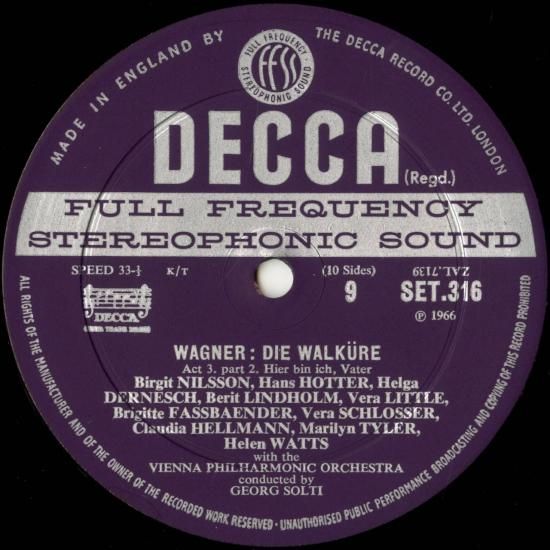 MADE IN ENGLAND BY
THE DECCA RECORD CO. LTD. LONDON
FULL FREQUENCY
FFSS
STEREOPHONIC SOUND
DECCA (Regd.)
FULL FREQUENCY
STEREOPHONIC SOUND
SPEED 33-⅓ K/T (10 Sides) ZAL.7139
9 SET.316
DECCA
℗ 1966
WAGNER: DIE WALKÜRE
Act 3. part 2. Hier bin ich, Vater
Birgit NILSSON, Hans HOTTER, Helga
DERNESCH, Berit LINDHOLM, Vera LITTLE,
Brigitte FASSBAENDER, Vera SCHLOSSER,
Claudia HELLMANN, Marilyn TYLER,
Helen WATTS
with the
VIENNA PHILHARMONIC ORCHESTRA
conducted by
GEORG SOLTI
ALL RIGHTS OF THE MANUFACTURER AND OF THE OWNER OF THE RECORDED WORK RESERVED · UNAUTHORISED PUBLIC PERFORMANCE BROADCASTING AND COPYING OF THIS RECORD PROHIBITED